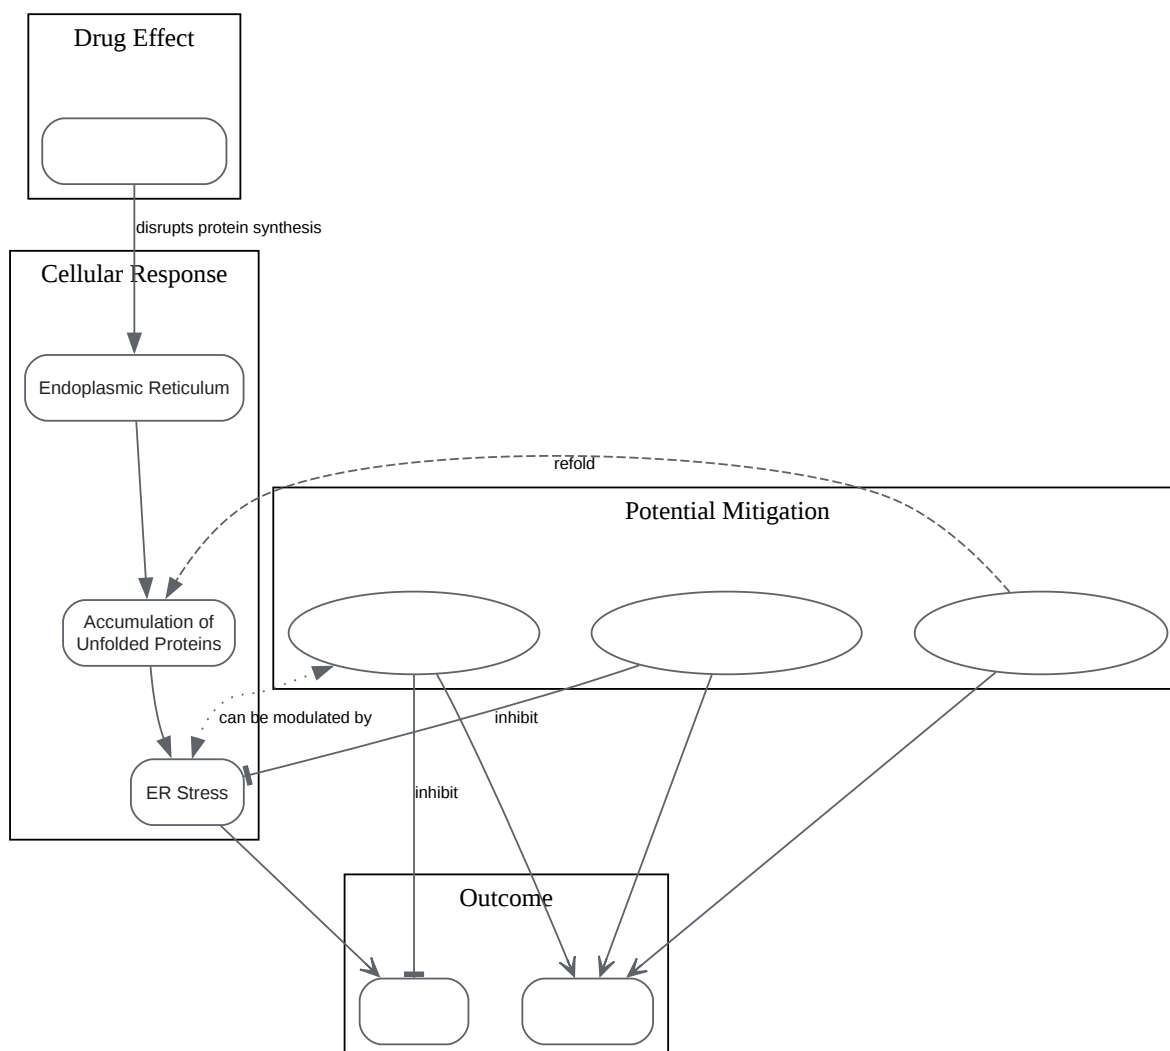 Drug Effect
disrupts protein synthesis
Cellular Response
Endoplasmic Reticulum
refold
Potential Mitigation
Accumulation of
Unfolded Proteins
can be modulated by
inhibit
ER Stress
inhibit
Outcome